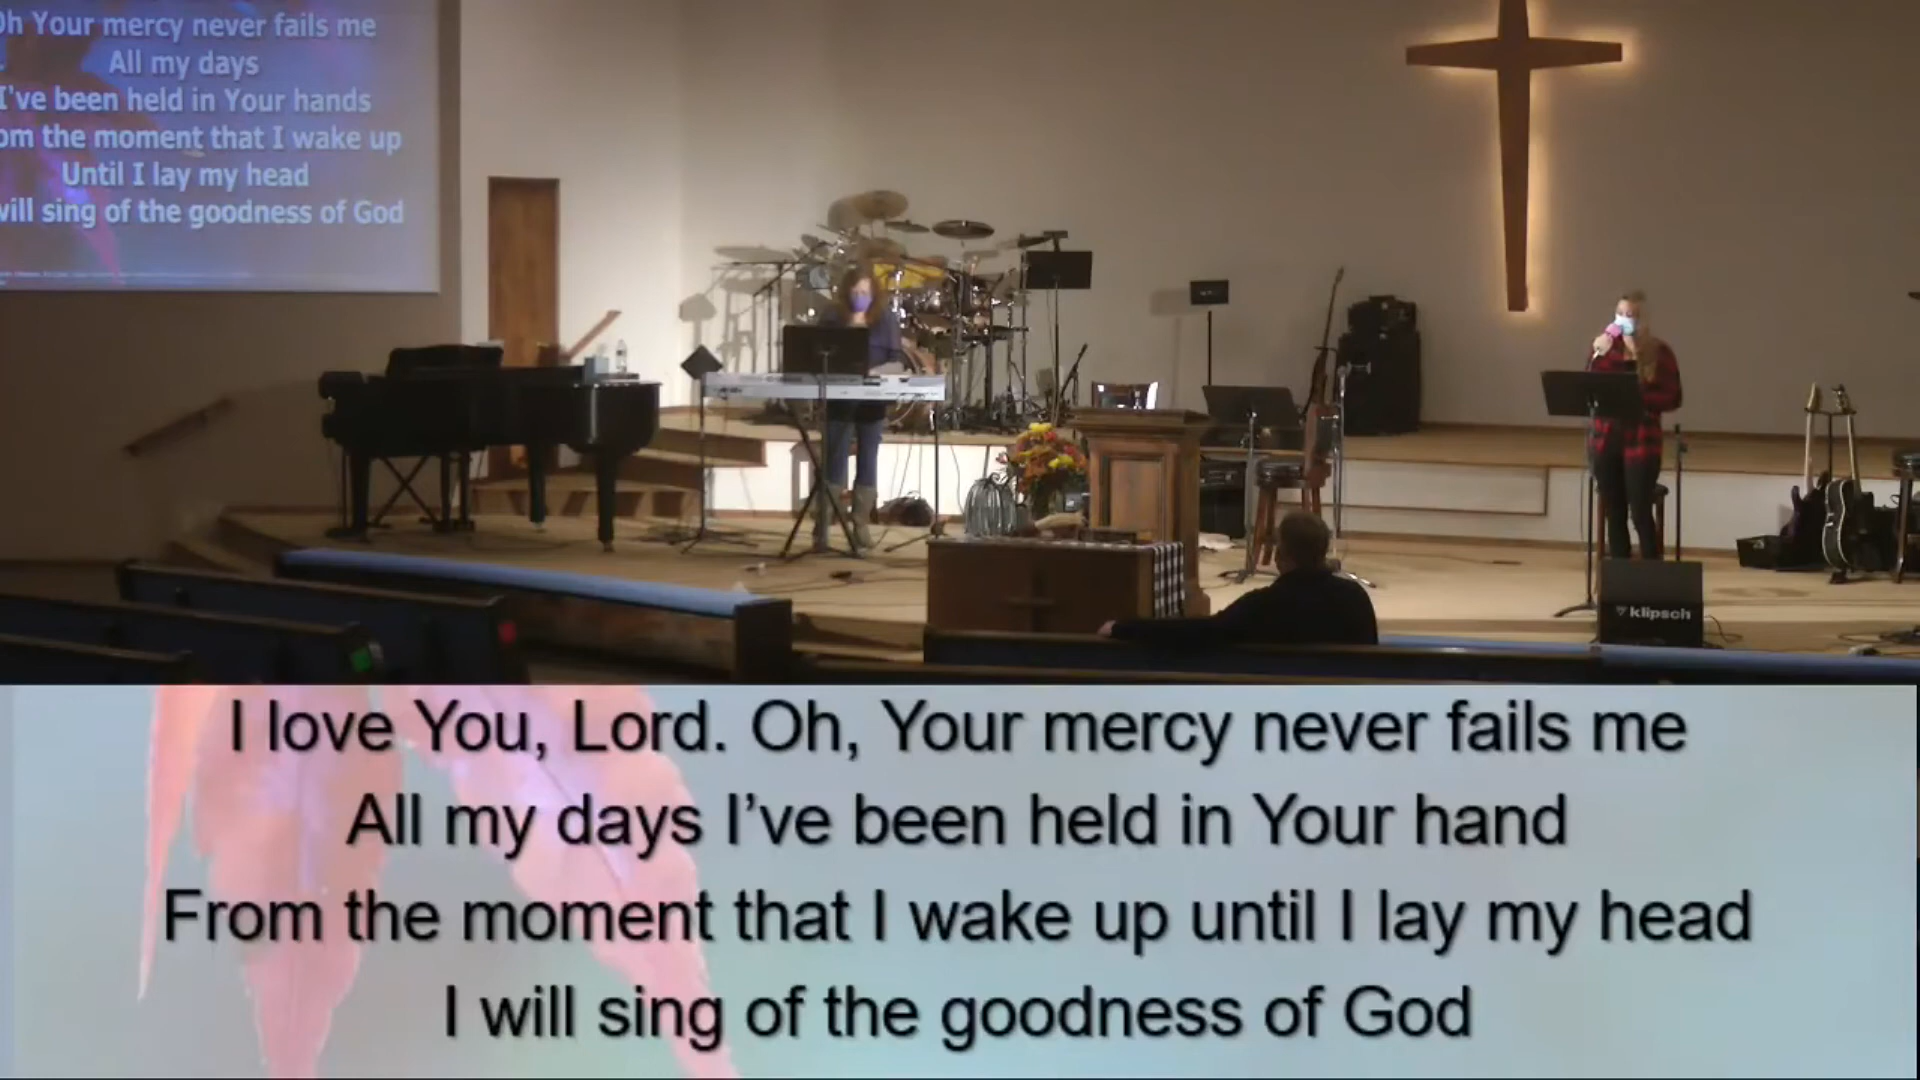 Oh Your mercy never fails me
All my days
I've been held in Your hands
om the moment that I wake up
Until I lay my head
will sing of the goodness of God
klipsch
I love You, Lord. Oh, Your mercy never fails me
All my days I’ve been held in Your hand
From the moment that I wake up until I lay my head
I will sing of the goodness of God